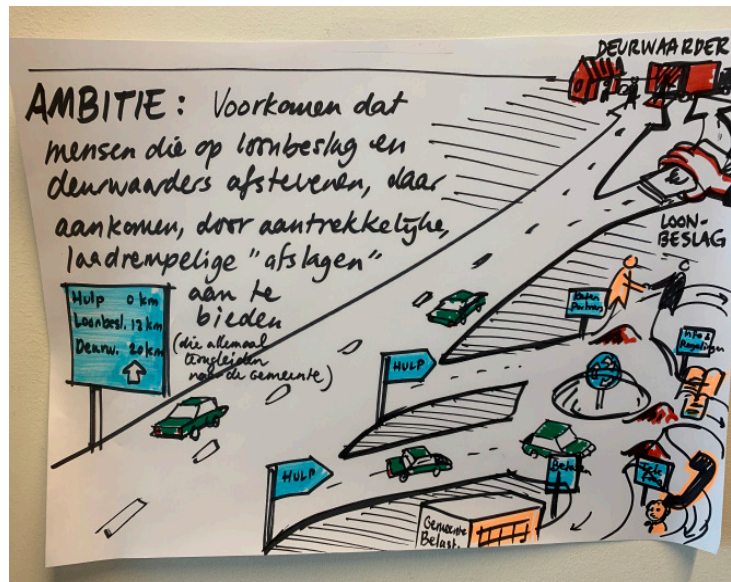 DEURWAARDER
AMBITIE: Voorkomen dat
mensen die op loonbeslag en
deurwaarders afstevenen, daar
aankomen, door aantrekkelijke,
laadrempelige "afslagen"
aan te
bieden
(die allemaal
terugleiden
naar de Gemeente)
LOON-
BESLAG
€
Hulp 0 km
Loonbesl. 12 km
Deurw. 20 km
HULP
Info &
Regelingen
HULP
Tele
foon
Gemeente
Belast.